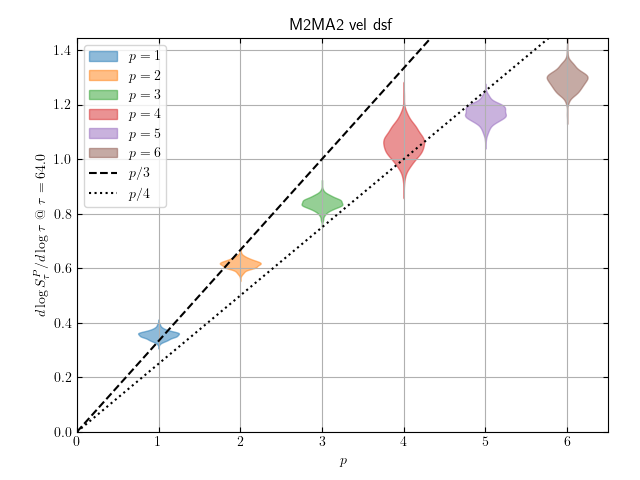 M2MA2 vel dsf
1.4
1.2
1.0
0.8
0.6
0.4
0.2
0.0
d log S_τ^P / d log τ @ τ = 64.0
p = 1
p = 2
p = 3
p = 4
p = 5
p = 6
p/3
p/4
0 1 2 3 4 5 6
p